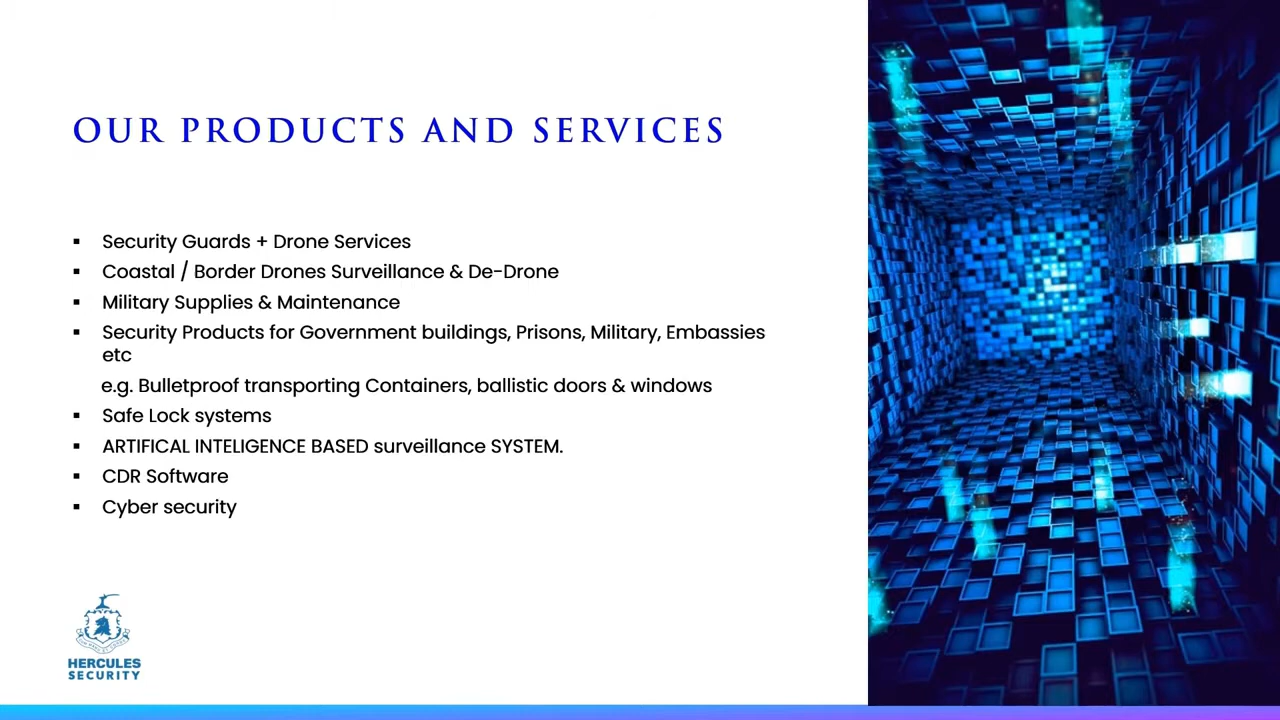 OUR PRODUCTS AND SERVICES
▪ Security Guards + Drone Services
▪ Coastal / Border Drones Surveillance & De-Drone
▪ Military Supplies & Maintenance
▪ Security Products for Government buildings, Prisons, Military, Embassies
etc
e.g. Bulletproof transporting Containers, ballistic doors & windows
▪ Safe Lock systems
▪ ARTIFICAL INTELIGENCE BASED surveillance SYSTEM.
▪ CDR Software
▪ Cyber security
HERCULES
SECURITY